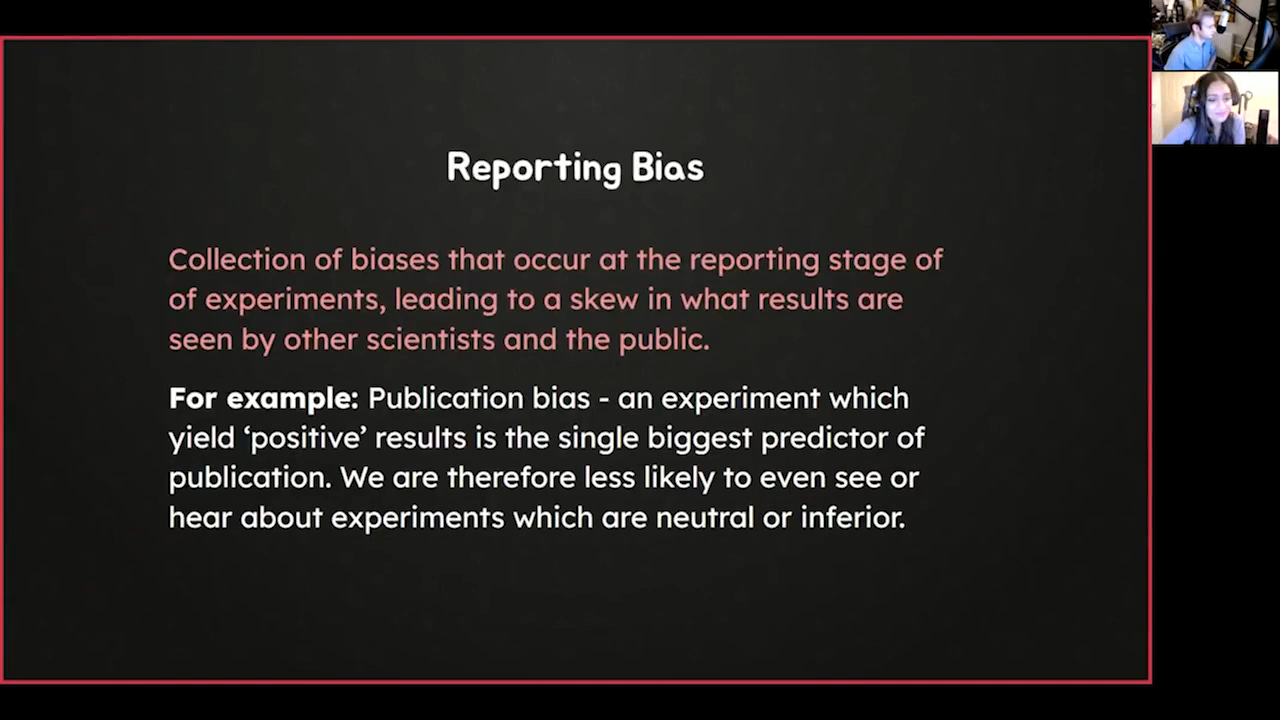 Reporting Bias
Collection of biases that occur at the reporting stage of
of experiments, leading to a skew in what results are
seen by other scientists and the public.
For example: Publication bias - an experiment which
yield ‘positive’ results is the single biggest predictor of
publication. We are therefore less likely to even see or
hear about experiments which are neutral or inferior.